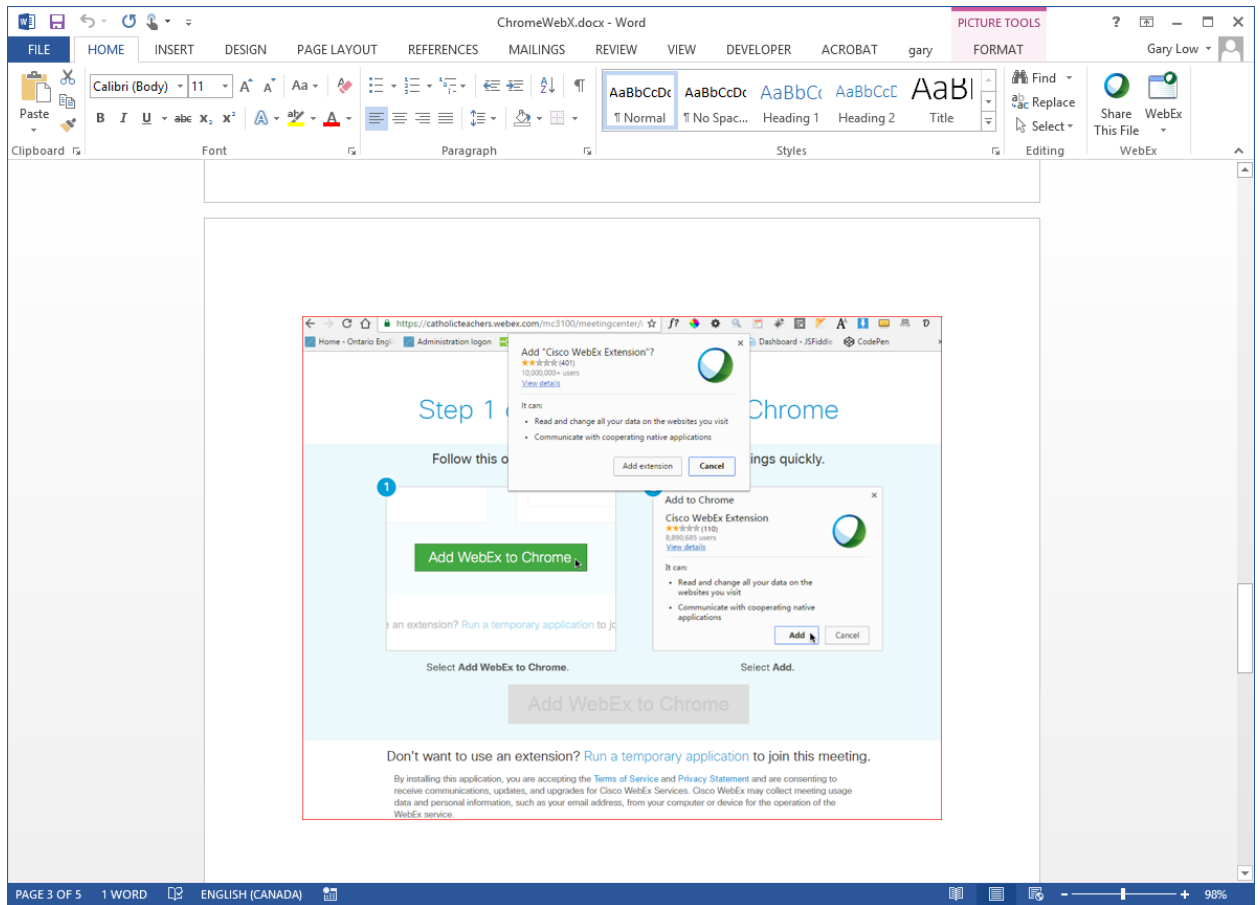 ChromeWebX.docx - Word
PICTURE TOOLS
?
FILE
HOME
INSERT
DESIGN
PAGE LAYOUT
REFERENCES
MAILINGS
REVIEW
VIEW
DEVELOPER
ACROBAT
gary
FORMAT
Gary Low
Paste
Calibri (Body)
11
Aa
B I U abc X₂ X²
AaBbCcDc
¶ Normal
AaBbCcDc
¶ No Spac...
AaBbCc
Heading 1
AaBbCcE
Heading 2
AaBl
Title
Find
Replace
Select
Share
This File
WebEx
Clipboard
Font
Paragraph
Styles
Editing
WebEx
https://catholicteachers.webex.com/mc3100/meetingcenter/
f?
Home - Ontario Engli
Administration logon
Dashboard - JSFiddle
CodePen
Add "Cisco WebEx Extension"?
(401)
10,000,000+ users
View details
It can:
• Read and change all your data on the websites you visit
• Communicate with cooperating native applications
Add extension
Cancel
Step 1
Chrome
Follow this o
ings quickly.
1
Add WebEx to Chrome
an extension? Run a temporary application to jo
Select Add WebEx to Chrome.
Add to Chrome
Cisco WebEx Extension
(110)
8,890,685 users
View details
It can:
• Read and change all your data on the
websites you visit
• Communicate with cooperating native
applications
Add
Cancel
Select Add.
Add WebEx to Chrome
Don't want to use an extension? Run a temporary application to join this meeting.
By installing this application, you are accepting the Terms of Service and Privacy Statement and are consenting to
receive communications, updates, and upgrades for Cisco WebEx Services. Cisco WebEx may collect meeting usage
data and personal information, such as your email address, from your computer or device for the operation of the
WebEx service.
PAGE 3 OF 5
1 WORD
ENGLISH (CANADA)
98%